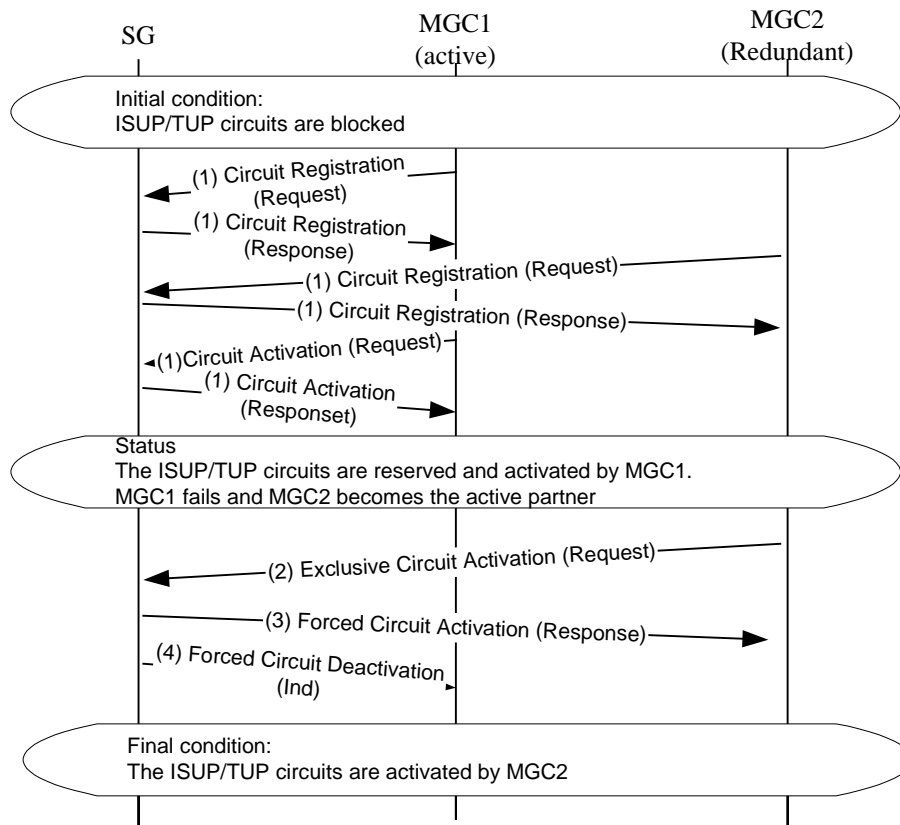 SG
MGC1
(active)
MGC2
(Redundant)
Initial condition:
ISUP/TUP circuits are blocked
(1) Circuit Registration
(Request)
(1) Circuit Registration
(Response)
(1) Circuit Registration (Request)
(1) Circuit Registration (Response)
(1)Circuit Activation (Request)
(1) Circuit Activation
(Responset)
Status
The ISUP/TUP circuits are reserved and activated by MGC1.
MGC1 fails and MGC2 becomes the active partner
(2) Exclusive Circuit Activation (Request)
(3) Forced Circuit Activation (Response)
(4) Forced Circuit Deactivation
(Ind)
Final condition:
The ISUP/TUP circuits are activated by MGC2